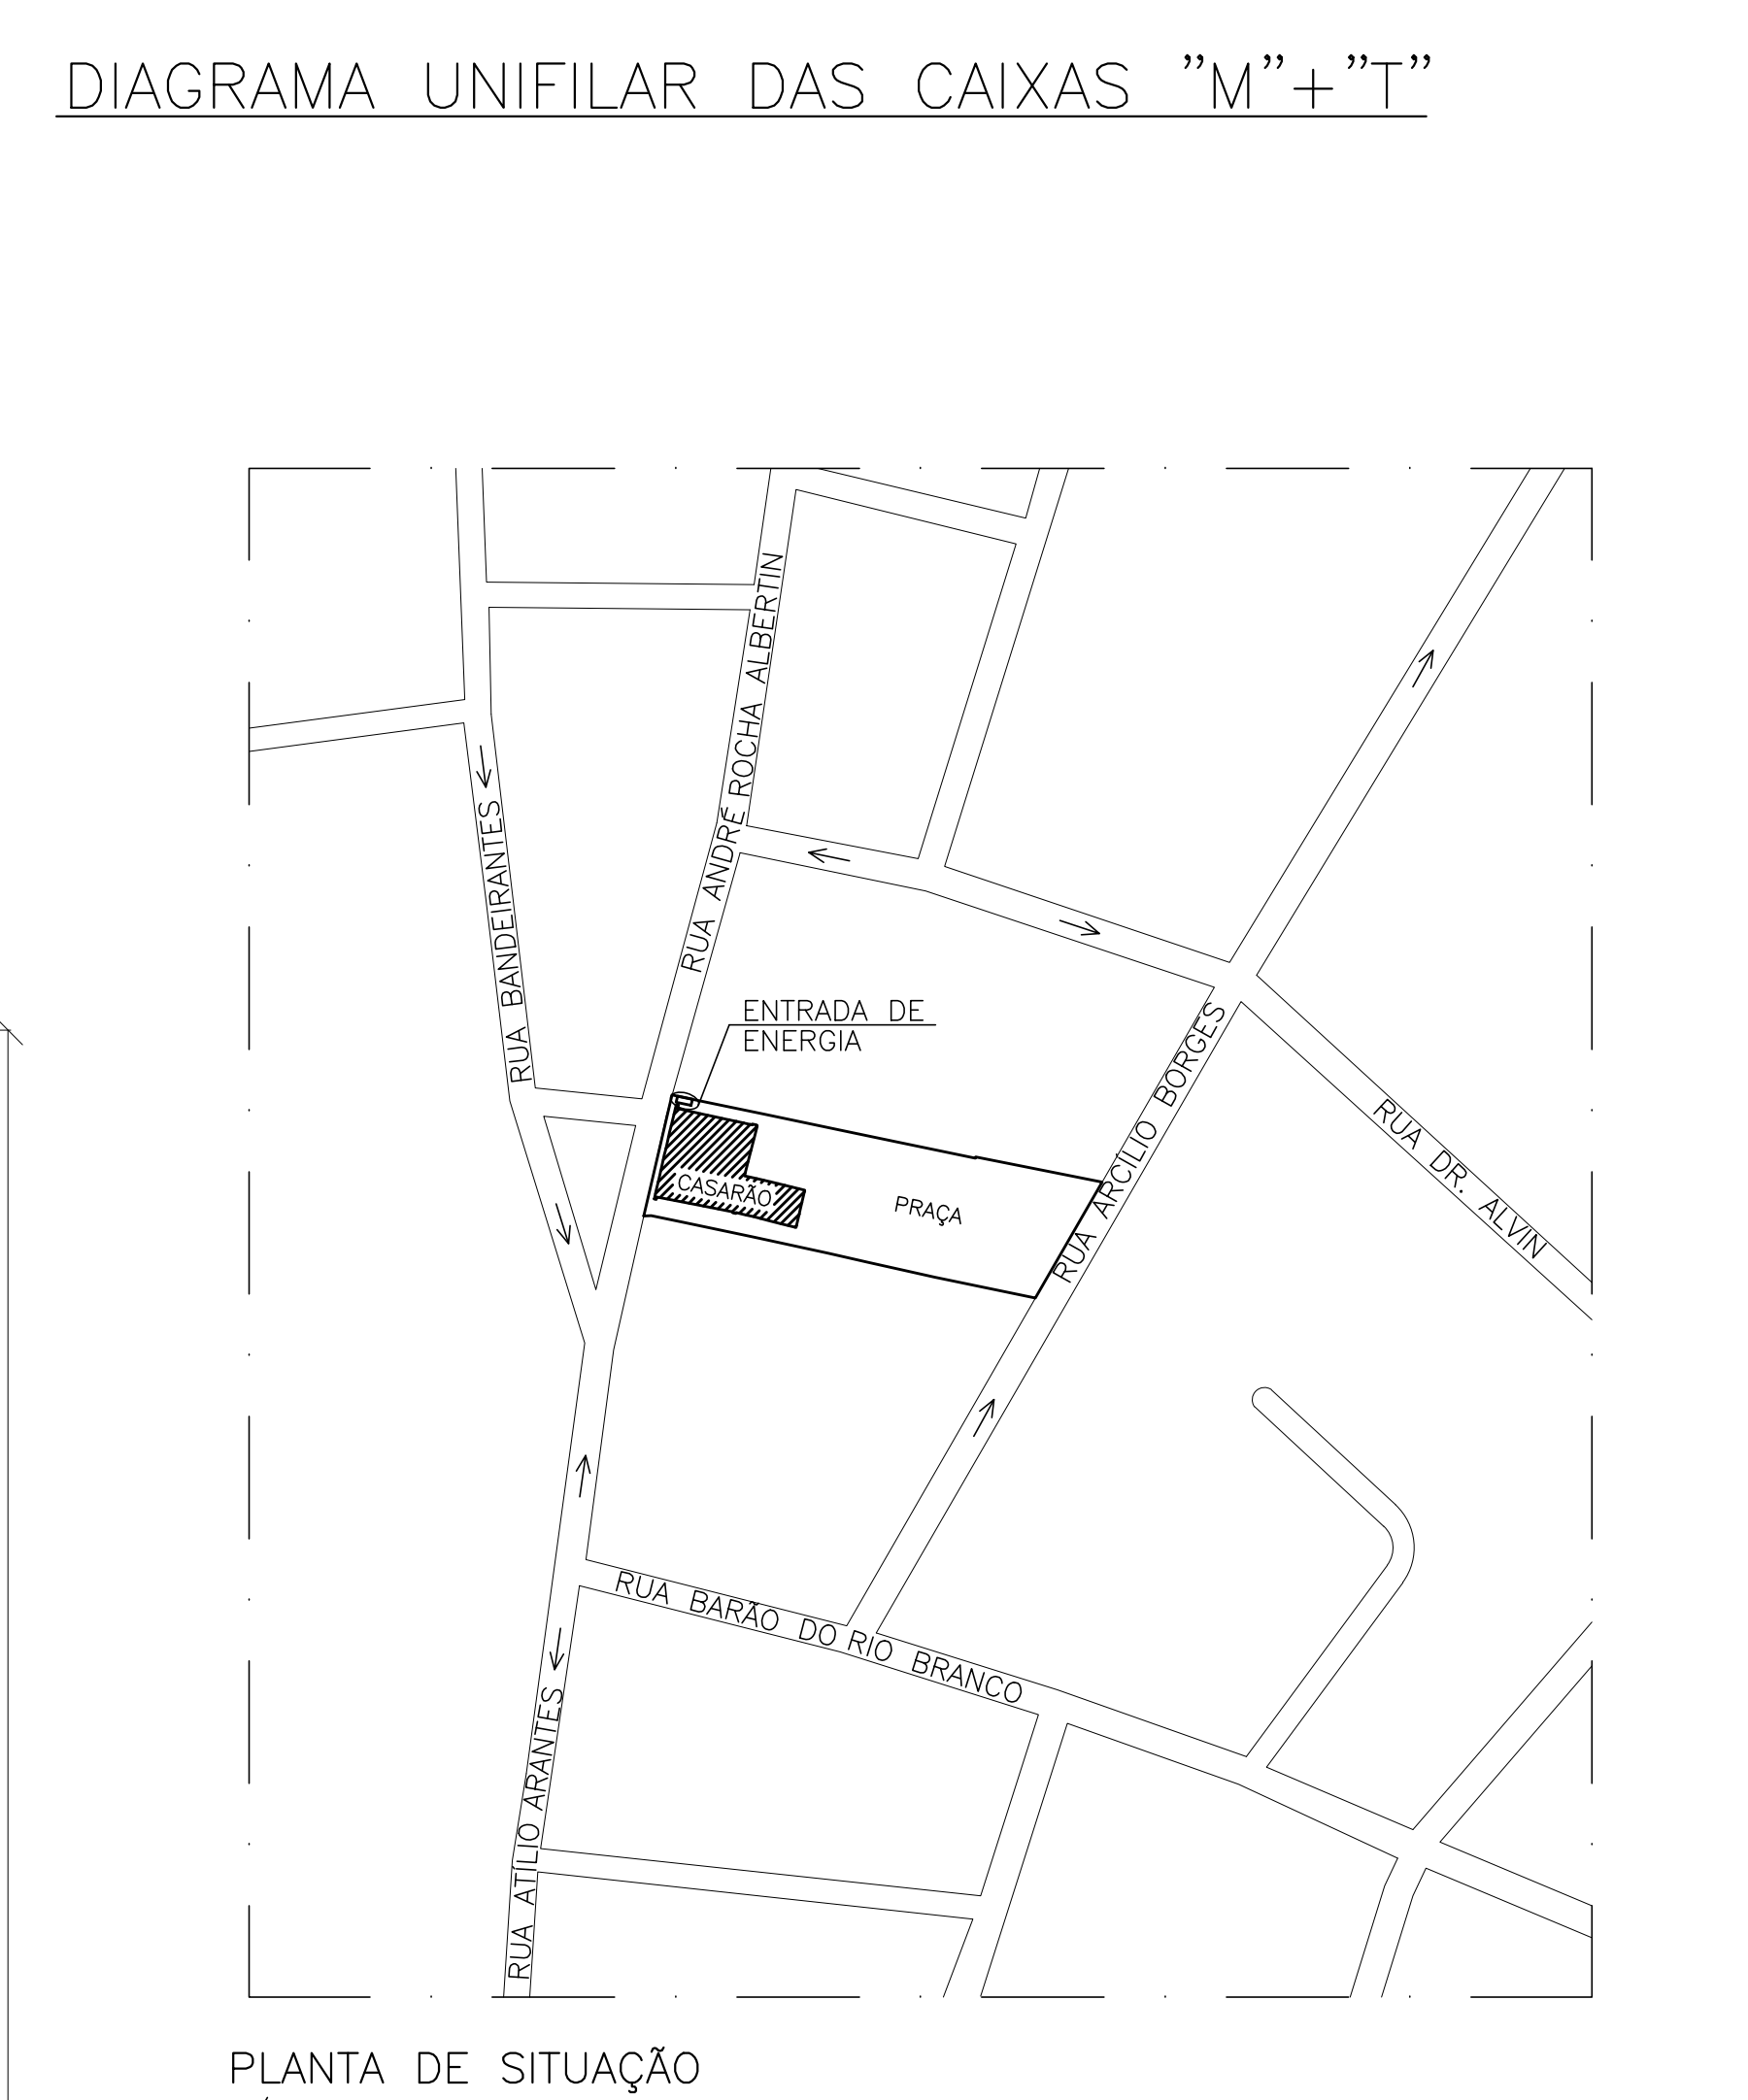 DIAGRAMA UNIFILAR DAS CAIXAS "M"+"T"
RUA ANDRÉ ROCHA ALBERTIN
RUA BANDEIRANTES
ENTRADA DE
ENERGIA
RUA ARCÍLIO BORGES
RUA DR. ALVIN
CASARÃO
PRAÇA
RUA BARÃO DO RIO BRANCO
RUA ATÍLIO ARANTES
PLANTA DE SITUAÇÃO